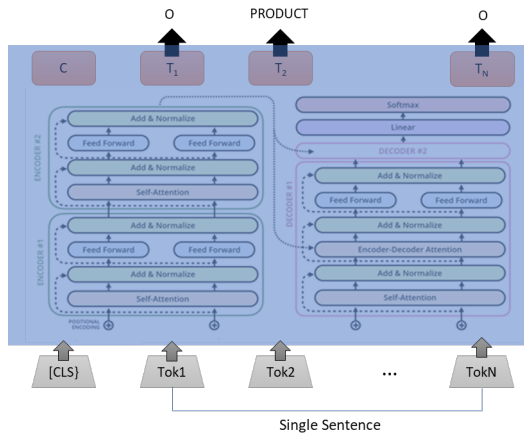 O PRODUCT O
C T1 T2 TN
ENCODER #2
Add & Normalize
Feed Forward Feed Forward
Add & Normalize
Self-Attention
ENCODER #1
Add & Normalize
Feed Forward Feed Forward
Add & Normalize
Self-Attention
POSITIONAL
ENCODING
Softmax
Linear
DECODER #2
DECODER #1
Add & Normalize
Feed Forward Feed Forward
Add & Normalize
Encoder-Decoder Attention
Add & Normalize
Self-Attention
[CLS} Tok1 Tok2 ... TokN
Single Sentence